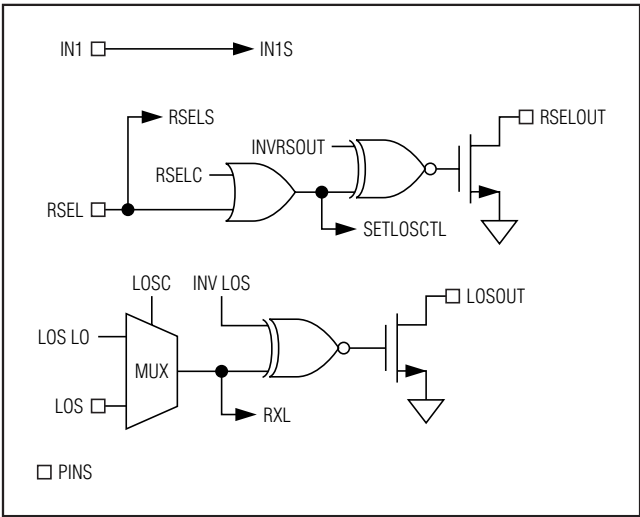 IN1
IN1S
RSELS
RSELOUT
INVRSOUT
RSELC
RSEL
SETLOSCTL
LOSC
INV LOS
LOSOUT
LOS LO
MUX
LOS
RXL
PINS